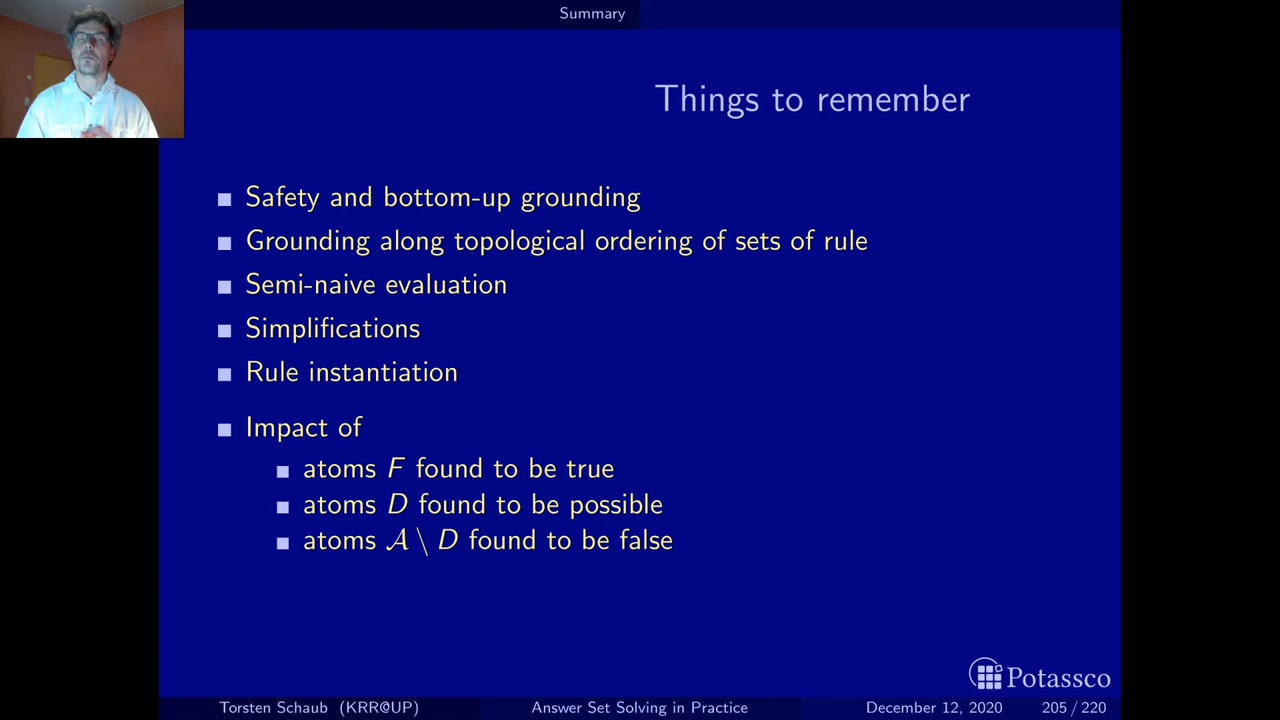 Summary
Things to remember
Safety and bottom-up grounding
Grounding along topological ordering of sets of rule
Semi-naive evaluation
Simplifications
Rule instantiation
Impact of
atoms F found to be true
atoms D found to be possible
atoms 𝒜 \ D found to be false
Potassco
Torsten Schaub (KRR@UP) Answer Set Solving in Practice December 12, 2020 205 / 220